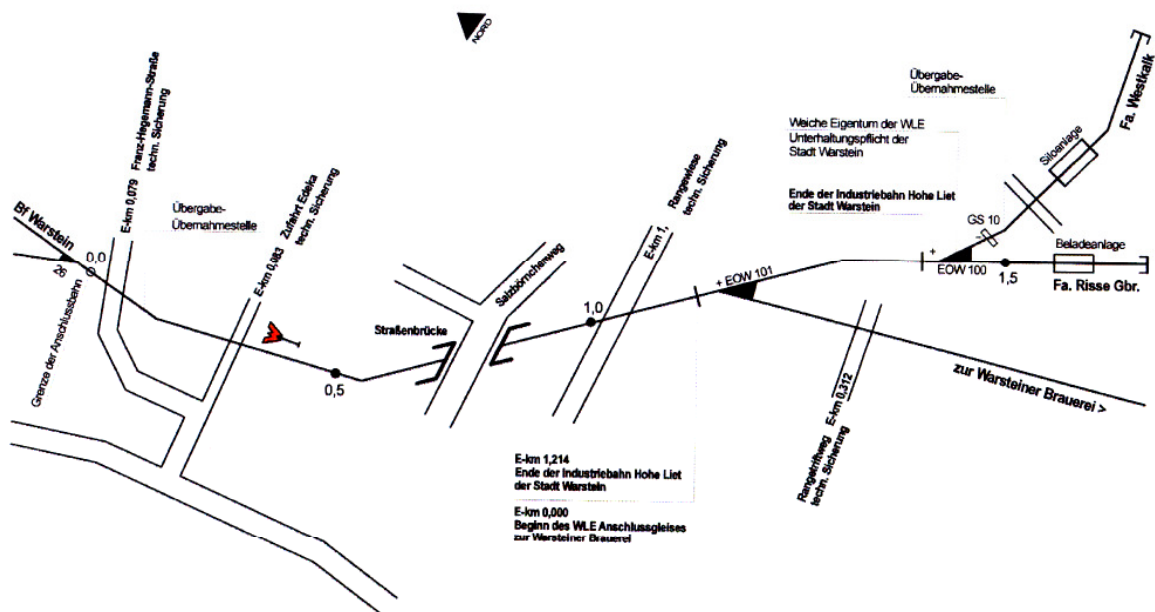 NORD
E-km 0,079 Franz-Hegemann-Straße
techn. Sicherung
Übergabe-
Übernahmestelle
Bf Warstein
26
0,0
Grenze der Anschlussbahn
E-km 0,083 Zufahrt Edeka
techn. Sicherung
0,5
Straßenbrücke
Salzbörnchenweg
1,0
Rangewiese
techn. Sicherung
E-km 1,
+ EOW 101
Übergabe-
Übernahmestelle
Weiche Eigentum der WLE
Unterhaltungspflicht der
Stadt Warstein
Ende der Industriebahn Hohe Liet
der Stadt Warstein
Siloanlage
Fa. Westkalk
GS 10
+
EOW 100
1,5
Beladeanlage
Fa. Risse Gbr.
zur Warsteiner Brauerei >
Rangetriftweg E-km 0,312
techn. Sicherung
E-km 1,214
Ende der Industriebahn Hohe Liet
der Stadt Warstein
E-km 0,000
Beginn des WLE Anschlussgleises
zur Warsteiner Brauerei